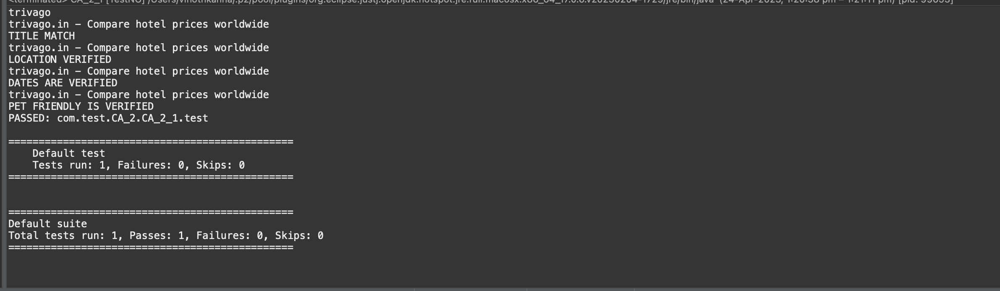 <terminated> CA_2_1 [TestNG] /Users/vinothkanna/.p2/pool/plugins/org.eclipse.justj.openjdk.hotspot.jre.full.macosx.x86_64_17.0.6.v20230204-1729/jre/bin/java (24-Apr-2023, 1:20:38 pm – 1:21:11 pm) [pid: 99653]
trivago
trivago.in – Compare hotel prices worldwide
TITLE MATCH
trivago.in – Compare hotel prices worldwide
LOCATION VERIFIED
trivago.in – Compare hotel prices worldwide
DATES ARE VERIFIED
trivago.in – Compare hotel prices worldwide
PET FRIENDLY IS VERIFIED
PASSED: com.test.CA_2.CA_2_1.test
===============================================
    Default test
    Tests run: 1, Failures: 0, Skips: 0
===============================================
===============================================
Default suite
Total tests run: 1, Passes: 1, Failures: 0, Skips: 0
===============================================